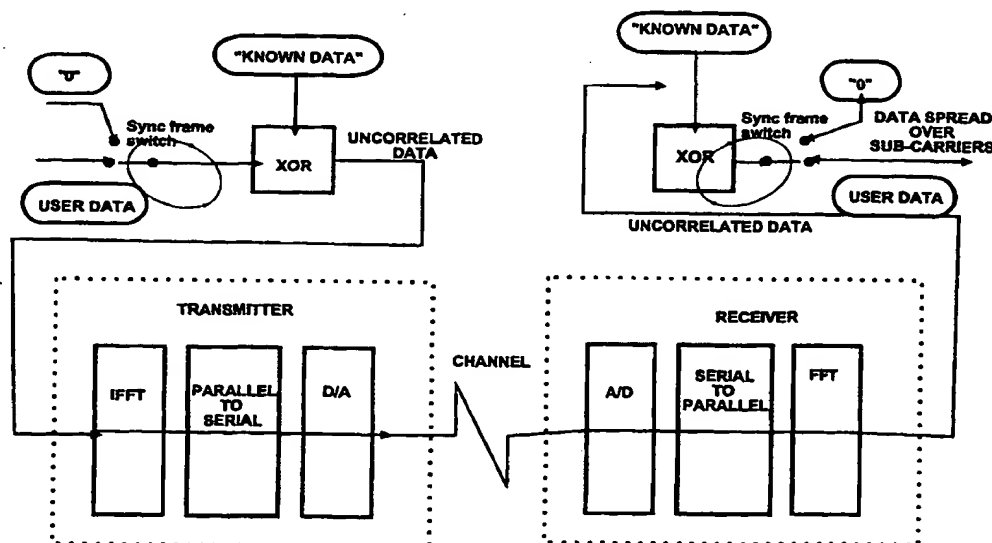 "KNOWN DATA"
"0"
Sync frame
switch
XOR
UNCORRELATED
DATA
USER DATA
"KNOWN DATA"
"0"
Sync frame
switch
DATA SPREAD
OVER
SUB-CARRIERS
XOR
USER DATA
UNCORRELATED DATA
TRANSMITTER
IFFT
PARALLEL
TO
SERIAL
D/A
CHANNEL
RECEIVER
A/D
SERIAL
TO
PARALLEL
FFT